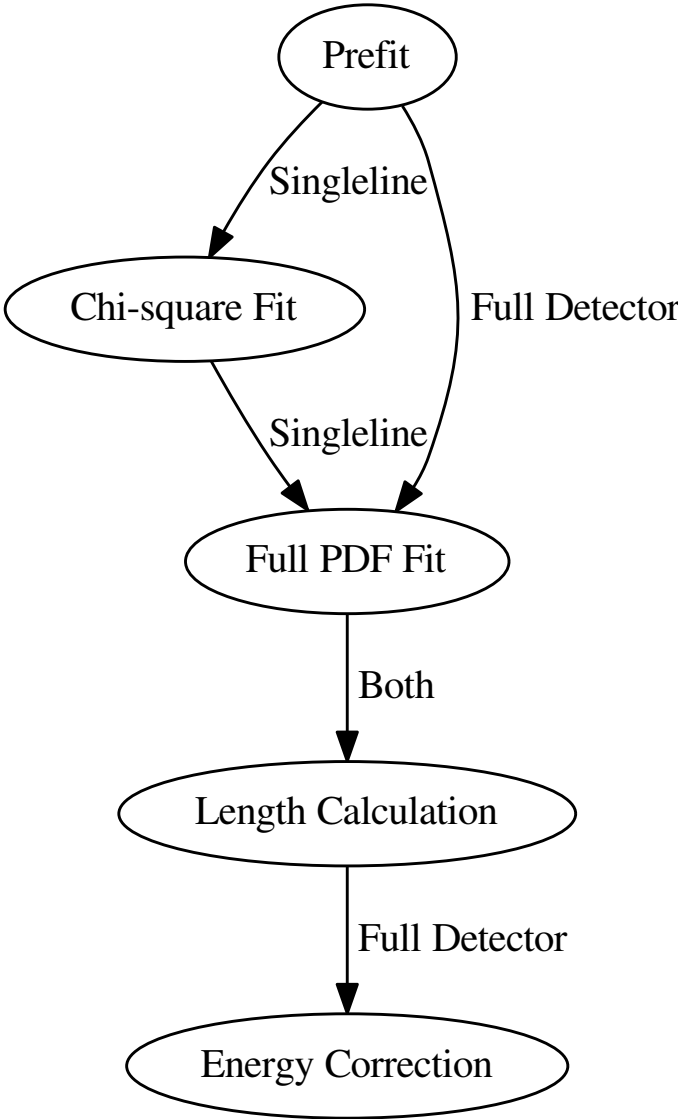 Prefit
Singleline
Chi-square Fit
Full Detector
Singleline
Full PDF Fit
Both
Length Calculation
Full Detector
Energy Correction